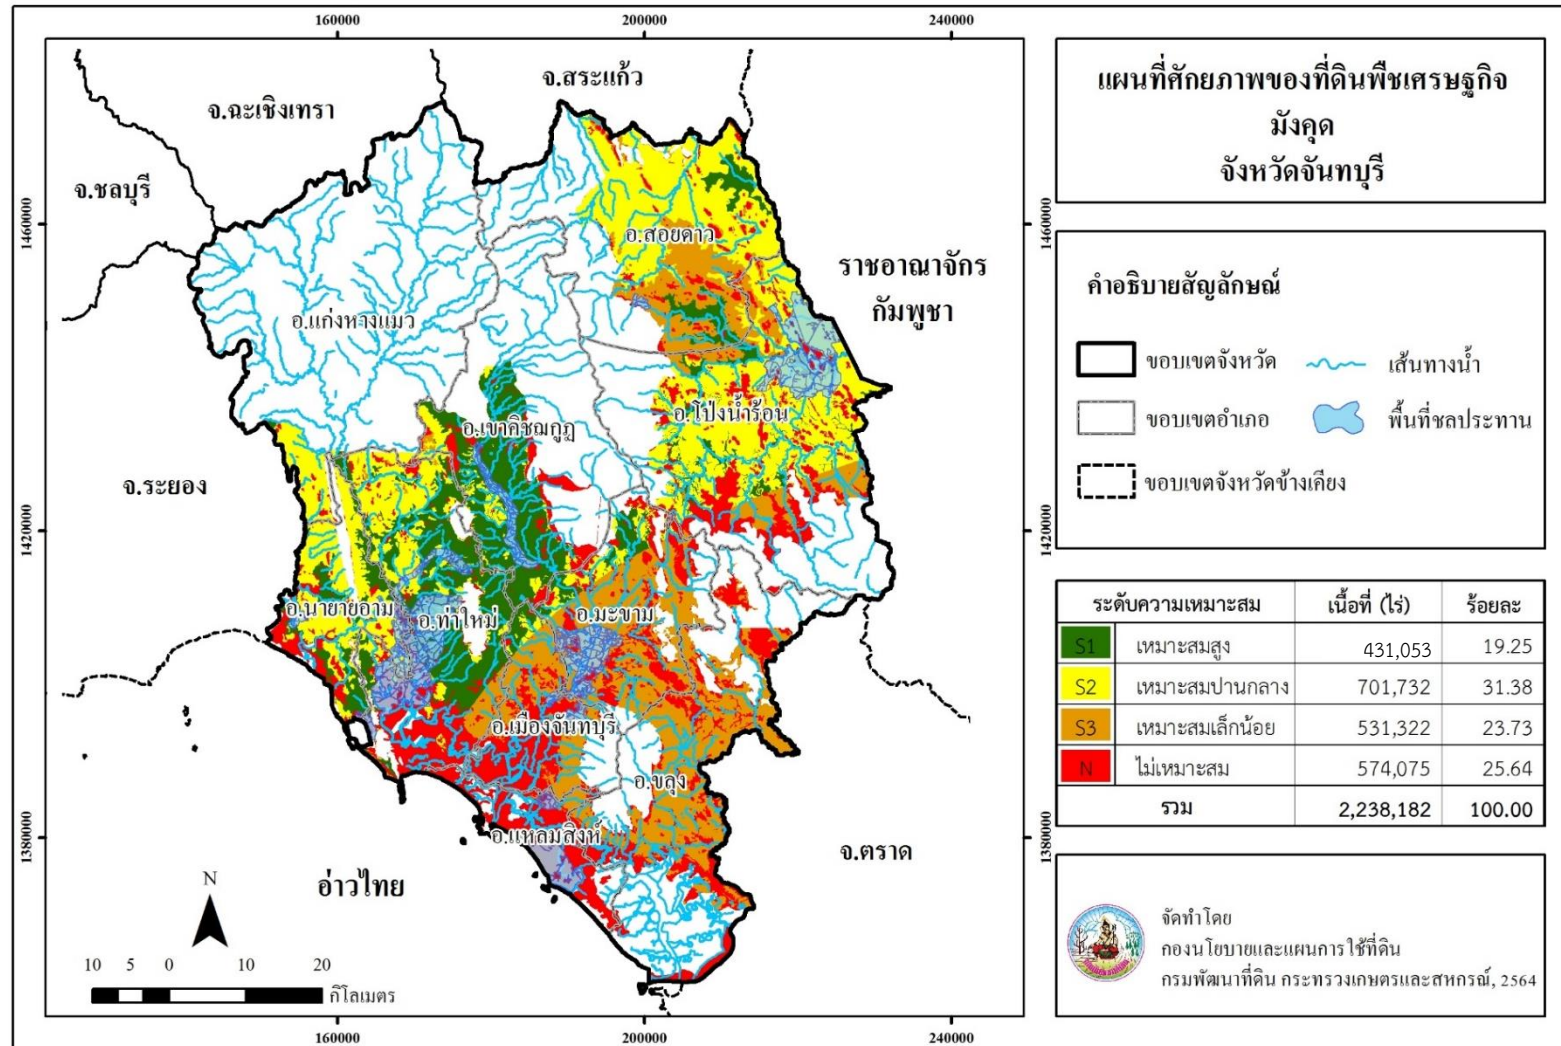 160000
200000
240000
จ.สระแก้ว
จ.ฉะเชิงเทรา
จ.ชลบุรี
1460000
1460000
อ.สอยดาว
ราชอาณาจักร
กัมพูชา
อ.แก่งหางแมว
อ.โป่งน้ำร้อน
อ.เขาคิชฌกูฏ
จ.ระยอง
1420000
1420000
อ.นายายอาม
อ.ท่าใหม่
อ.มะขาม
อ.เมืองจันทบุรี
อ.ขลุง
อ.แหลมสิงห์
1380000
1380000
จ.ตราด
อ่าวไทย
N
10 5 0 10 20
กิโลเมตร
160000
200000
240000
แผนที่ศักยภาพของที่ดินพืชเศรษฐกิจ
มังคุด
จังหวัดจันทบุรี
คำอธิบายสัญลักษณ์
ขอบเขตจังหวัด เส้นทางน้ำ
ขอบเขตอำเภอ พื้นที่ชลประทาน
ขอบเขตจังหวัดข้างเคียง
ระดับความเหมาะสม เนื้อที่ (ไร่) ร้อยละ
S1 เหมาะสมสูง 431,053 19.25
S2 เหมาะสมปานกลาง 701,732 31.38
S3 เหมาะสมเล็กน้อย 531,322 23.73
N ไม่เหมาะสม 574,075 25.64
รวม 2,238,182 100.00
จัดทำโดย
กองนโยบายและแผนการใช้ที่ดิน
กรมพัฒนาที่ดิน กระทรวงเกษตรและสหกรณ์, 2564